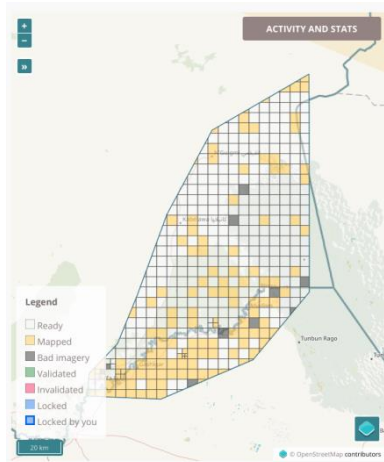 +
−
»
ACTIVITY AND STATS
Legend
Ready
Mapped
Bad imagery
Validated
Invalidated
Locked
Locked by you
Tunbun Rago
20 km
© OpenStreetMap contributors